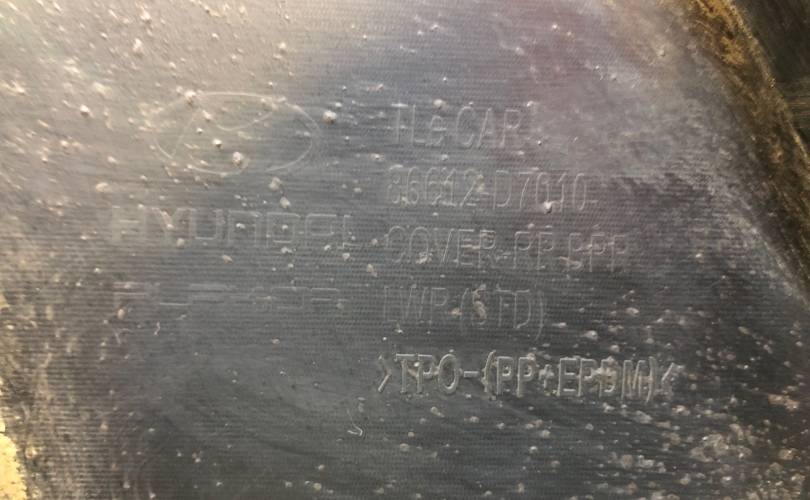 TLe CAR
86612-D7010
HYUNDAI
COVER-RR BPR
LWR (STD)
>TPO-(PP+EPDM)<